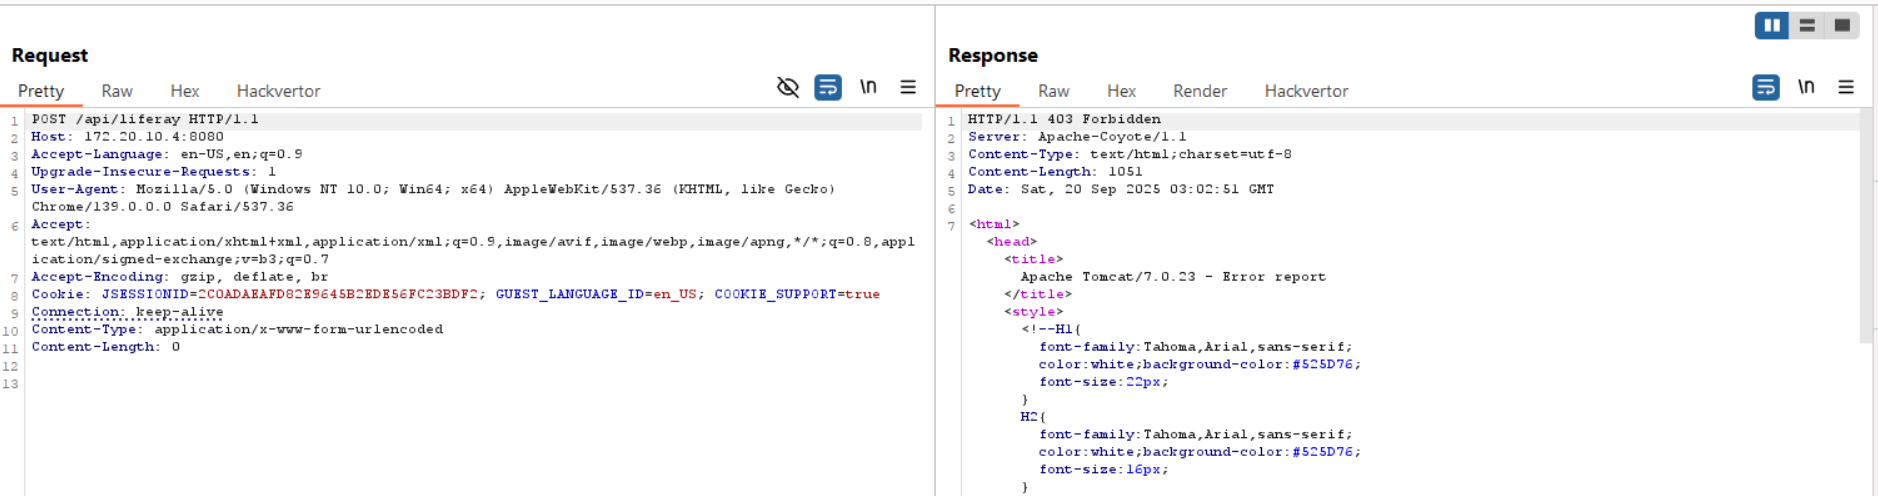 Request
Pretty Raw Hex Hackvertor \n
1 POST /api/liferay HTTP/1.1
2 Host: 172.20.10.4:8080
3 Accept-Language: en-US,en;q=0.9
4 Upgrade-Insecure-Requests: 1
5 User-Agent: Mozilla/5.0 (Windows NT 10.0; Win64; x64) AppleWebKit/537.36 (KHTML, like Gecko)
Chrome/139.0.0.0 Safari/537.36
6 Accept:
text/html,application/xhtml+xml,application/xml;q=0.9,image/avif,image/webp,image/apng,*/*;q=0.8,appl
ication/signed-exchange;v=b3;q=0.7
7 Accept-Encoding: gzip, deflate, br
8 Cookie: JSESSIONID=2C0ADAEAFD82E9645B2EDE56FC23BDF2; GUEST_LANGUAGE_ID=en_US; COOKIE_SUPPORT=true
9 Connection: keep-alive
10 Content-Type: application/x-www-form-urlencoded
11 Content-Length: 0
12
13
Response
Pretty Raw Hex Render Hackvertor \n
1 HTTP/1.1 403 Forbidden
2 Server: Apache-Coyote/1.1
3 Content-Type: text/html;charset=utf-8
4 Content-Length: 1051
5 Date: Sat, 20 Sep 2025 03:02:51 GMT
6
7 <html>
<head>
<title>
Apache Tomcat/7.0.23 - Error report
</title>
<style>
<!--H1{
font-family:Tahoma,Arial,sans-serif;
color:white;background-color:#525D76;
font-size:22px;
}
H2{
font-family:Tahoma,Arial,sans-serif;
color:white;background-color:#525D76;
font-size:16px;
}